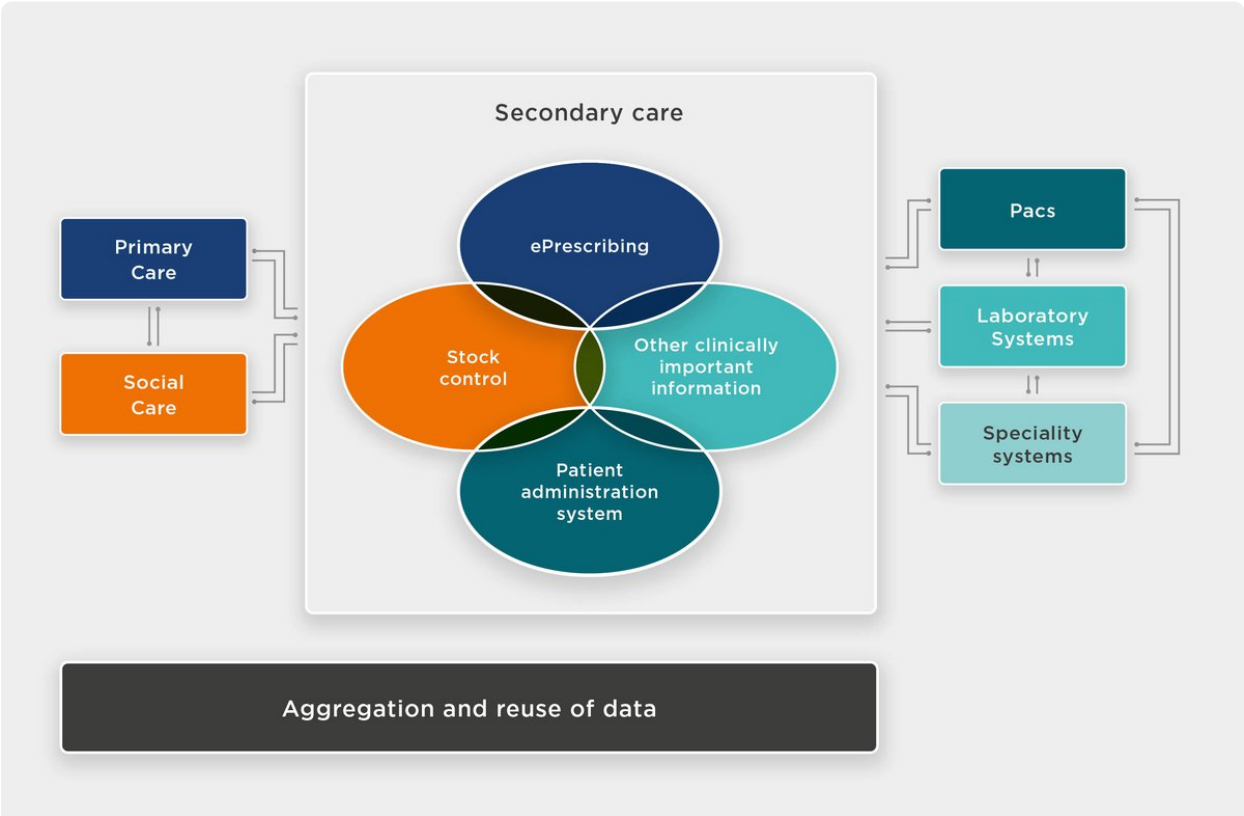 Secondary care
ePrescribing
Stock
control
Other clinically
important
information
Patient
administration
system
Primary
Care
Social
Care
Pacs
Laboratory
Systems
Speciality
systems
Aggregation and reuse of data